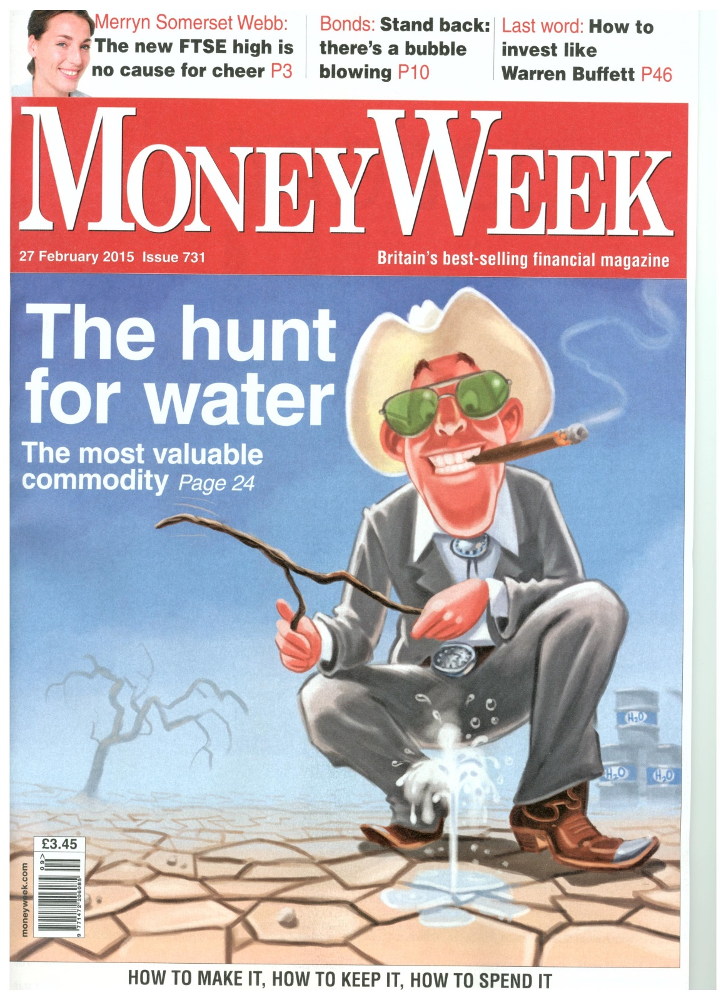 Merryn Somerset Webb:
The new FTSE high is
no cause for cheer P3
Bonds: Stand back:
there's a bubble
blowing P10
Last word: How to
invest like
Warren Buffett P46
MONEYWEEK
27 February 2015 Issue 731
Britain's best-selling financial magazine
The hunt
for water
The most valuable
commodity Page 24
H₂O
H₂O
H₂O
£3.45
09>
9 771472 206085
moneyweek.com
HOW TO MAKE IT, HOW TO KEEP IT, HOW TO SPEND IT